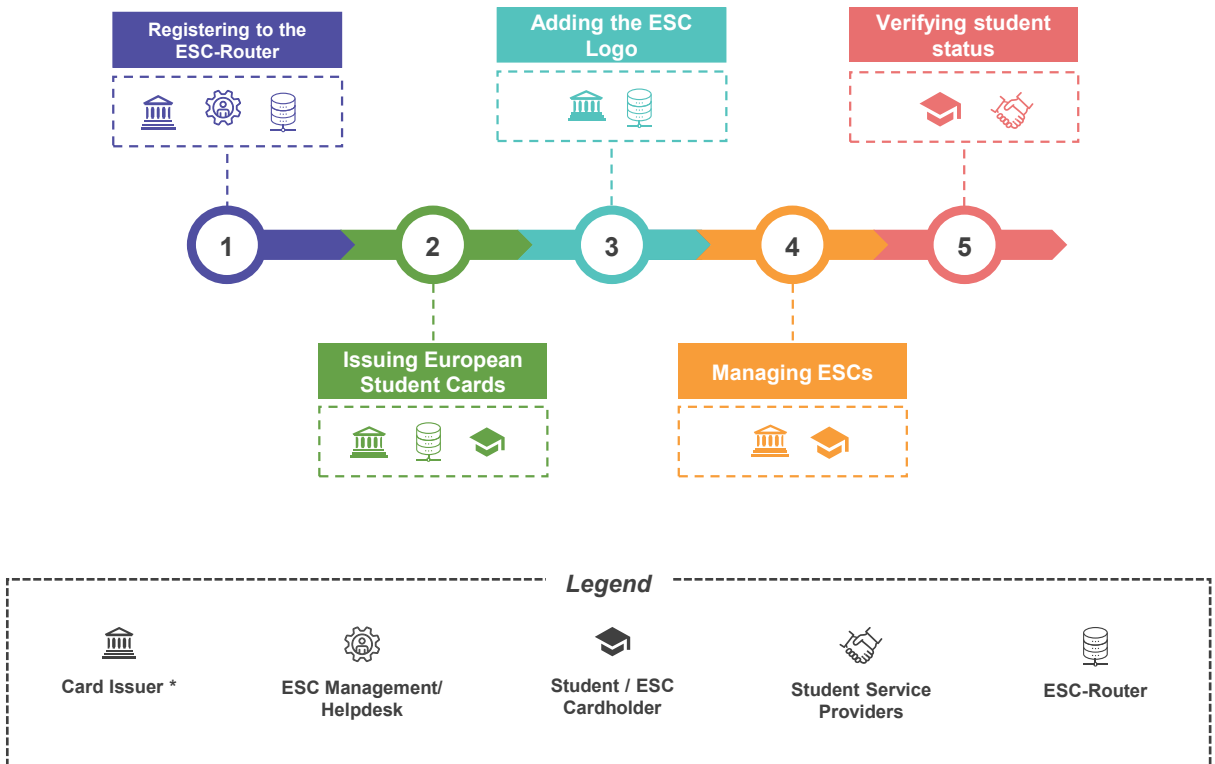 Registering to the
ESC-Router
Adding the ESC
Logo
Verifying student
status
1
2
3
4
5
Issuing European
Student Cards
Managing ESCs
Legend
Card Issuer *
ESC Management/
Helpdesk
Student / ESC
Cardholder
Student Service
Providers
ESC-Router